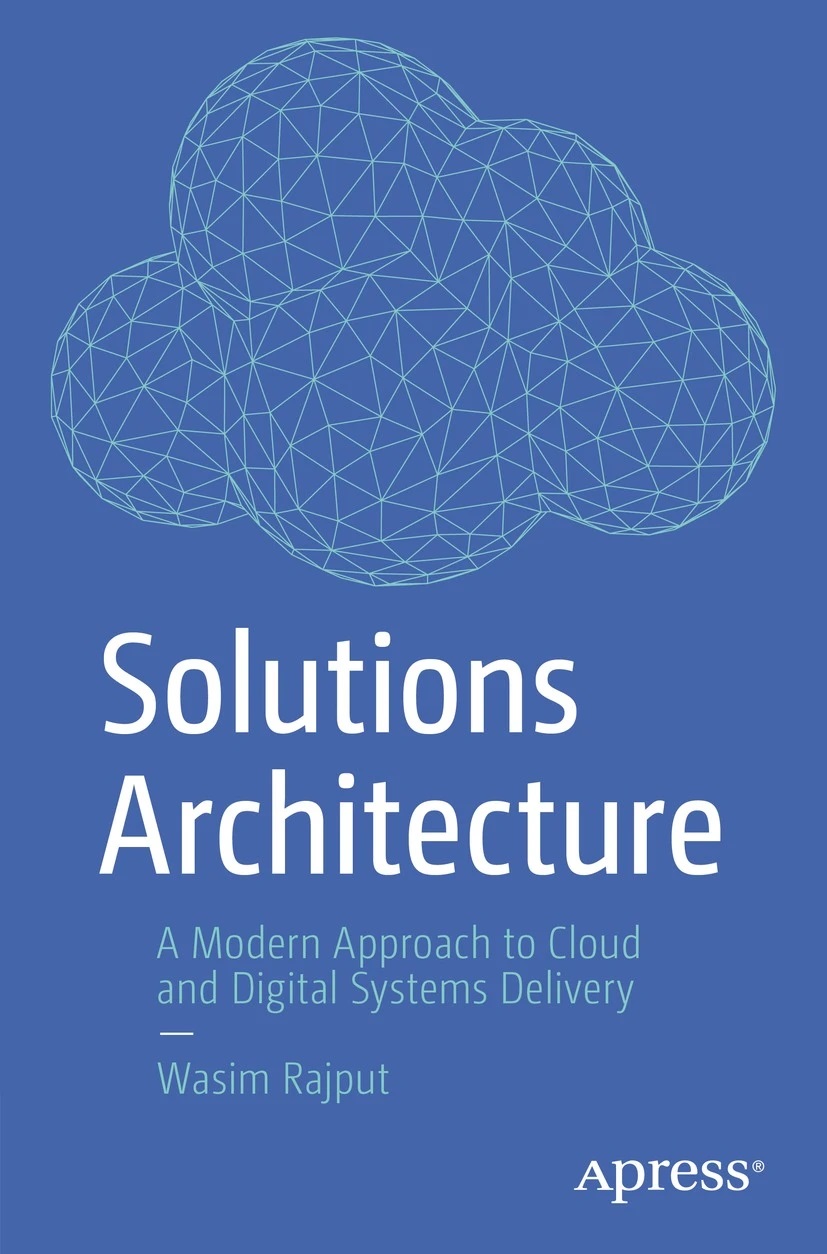 Solutions
Architecture
A Modern Approach to Cloud
and Digital Systems Delivery
—
Wasim Rajput
Apress®